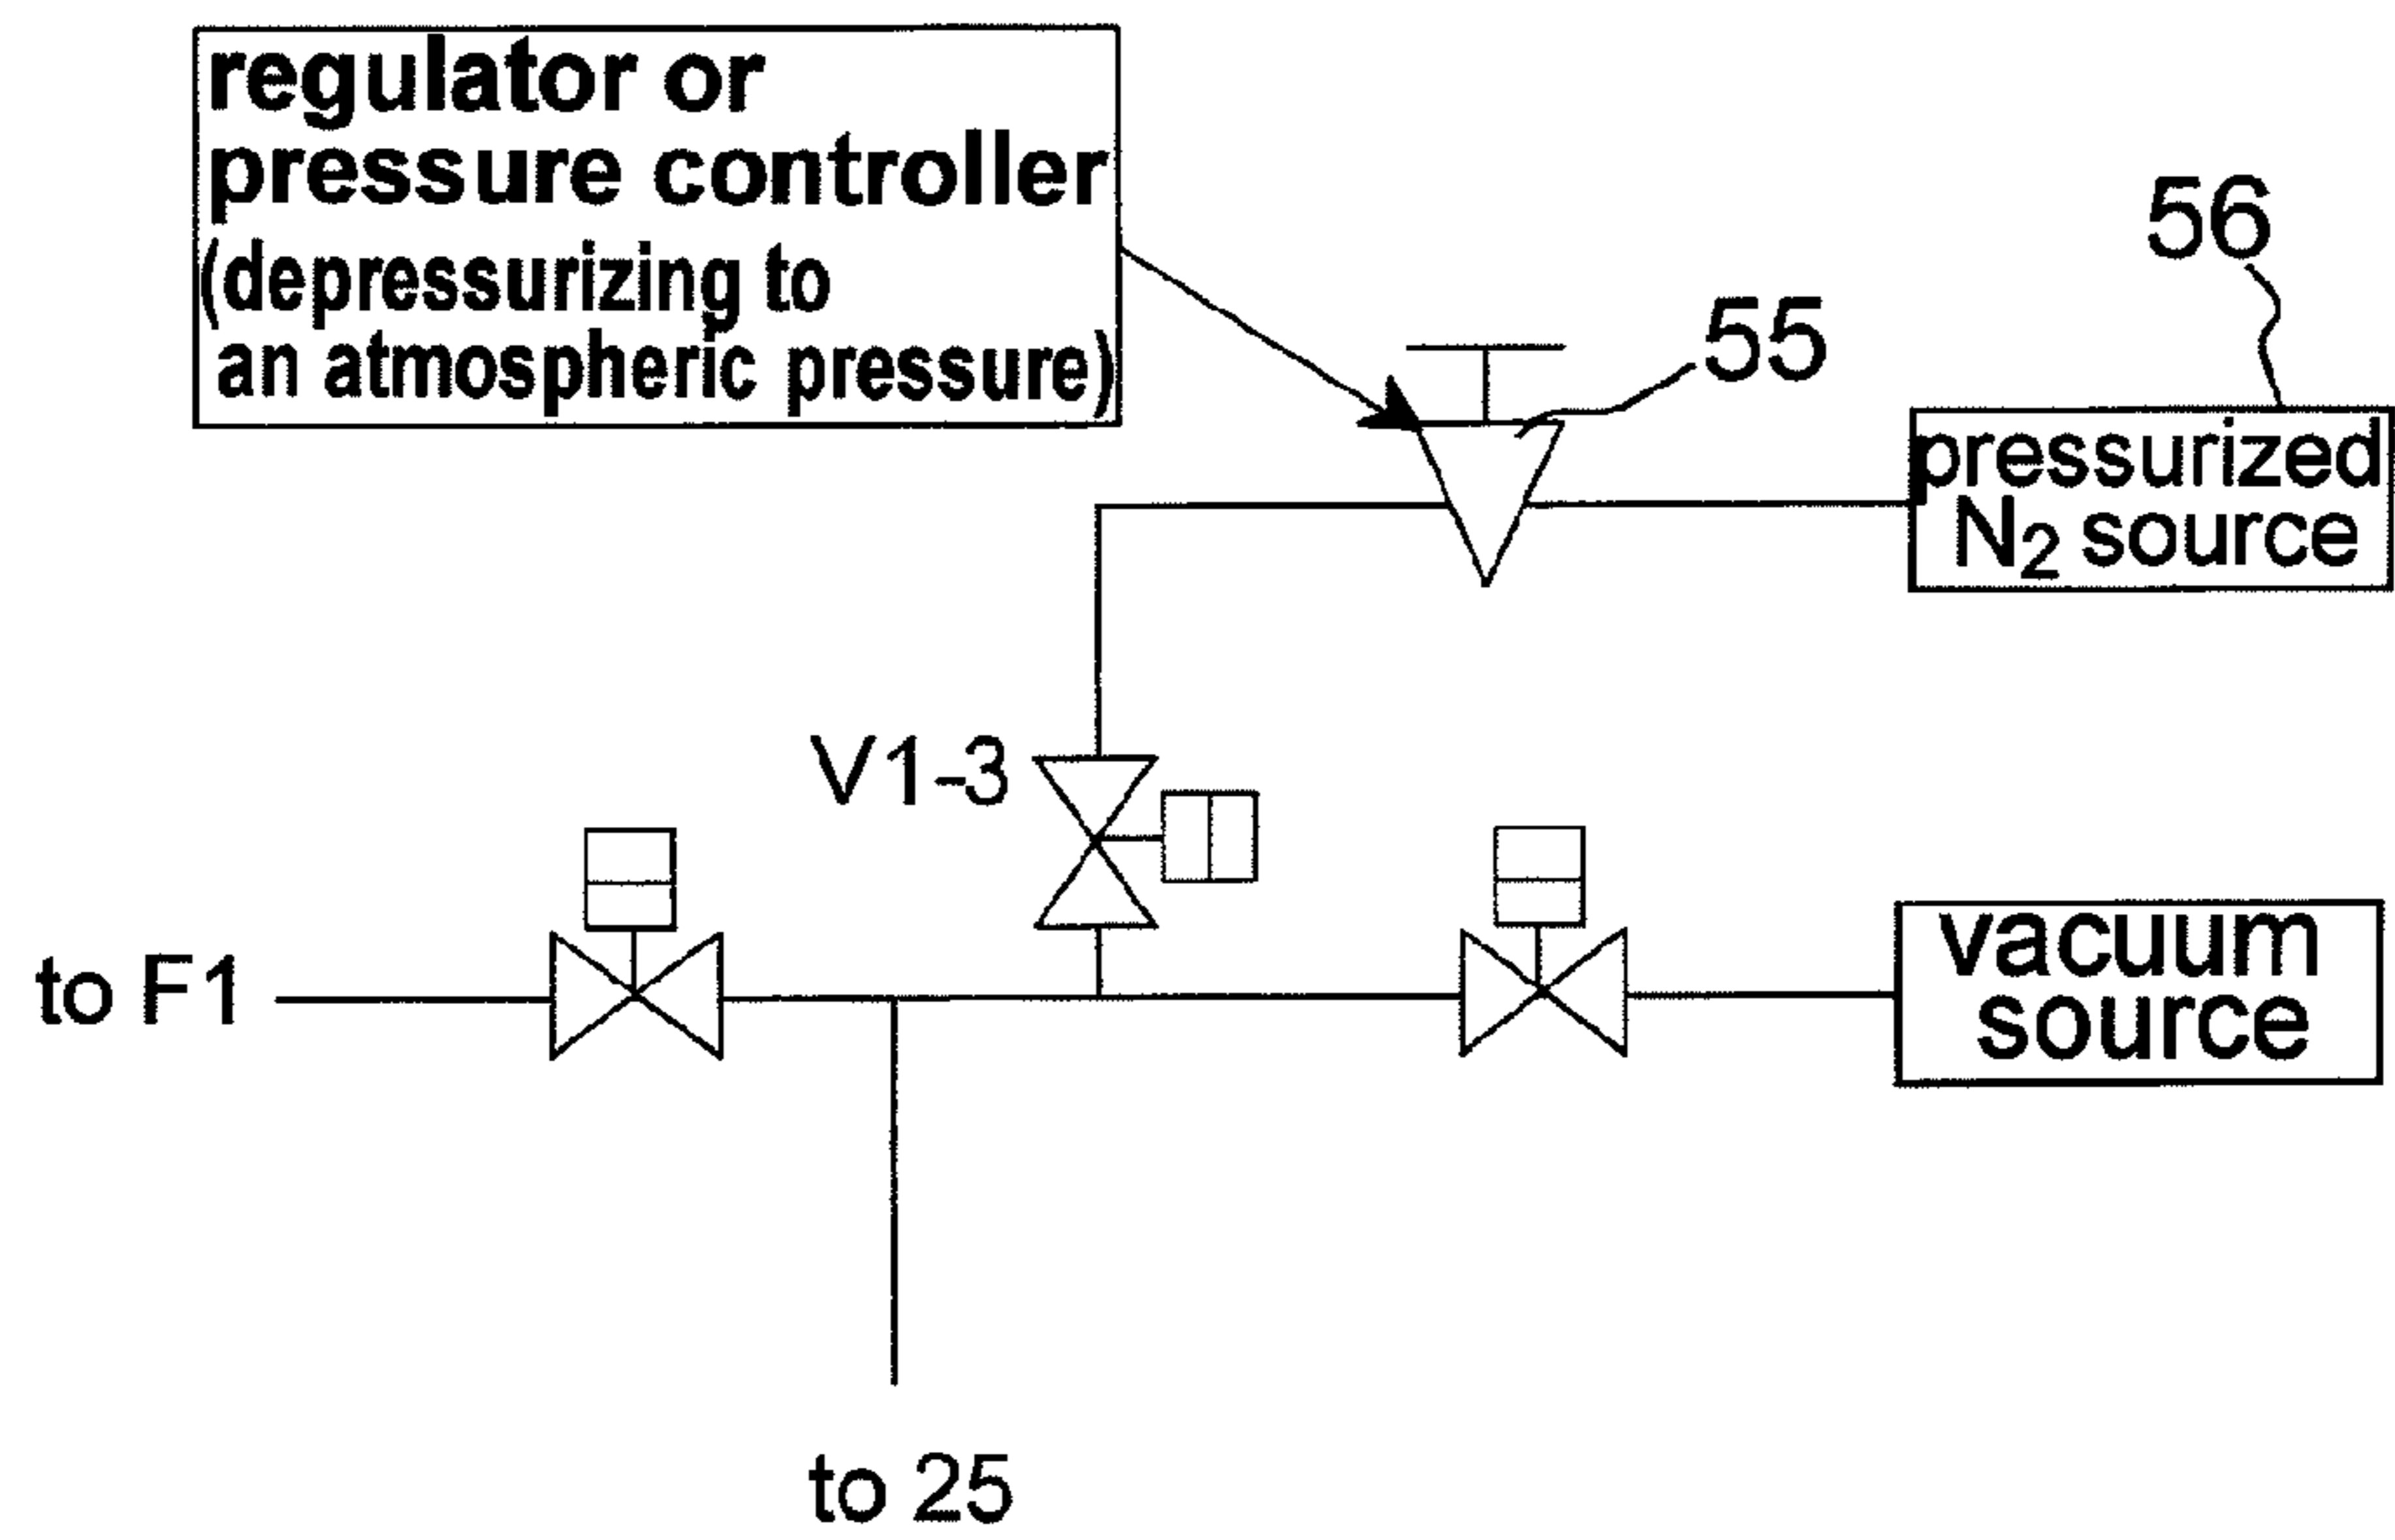 regulator or
pressure controller
(depressurizing to
an atmospheric pressure)
56
55
pressurized
N₂ source
V1-3
to F1
vacuum
source
to 25